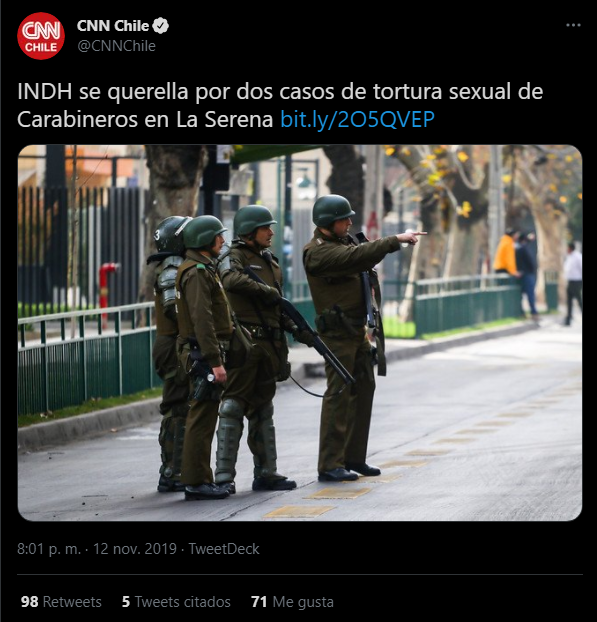 CNN
CHILE
CNN Chile
@CNNChile
INDH se querella por dos casos de tortura sexual de
Carabineros en La Serena bit.ly/2O5QVEP
3
8:01 p. m. · 12 nov. 2019 · TweetDeck
98 Retweets 5 Tweets citados 71 Me gusta